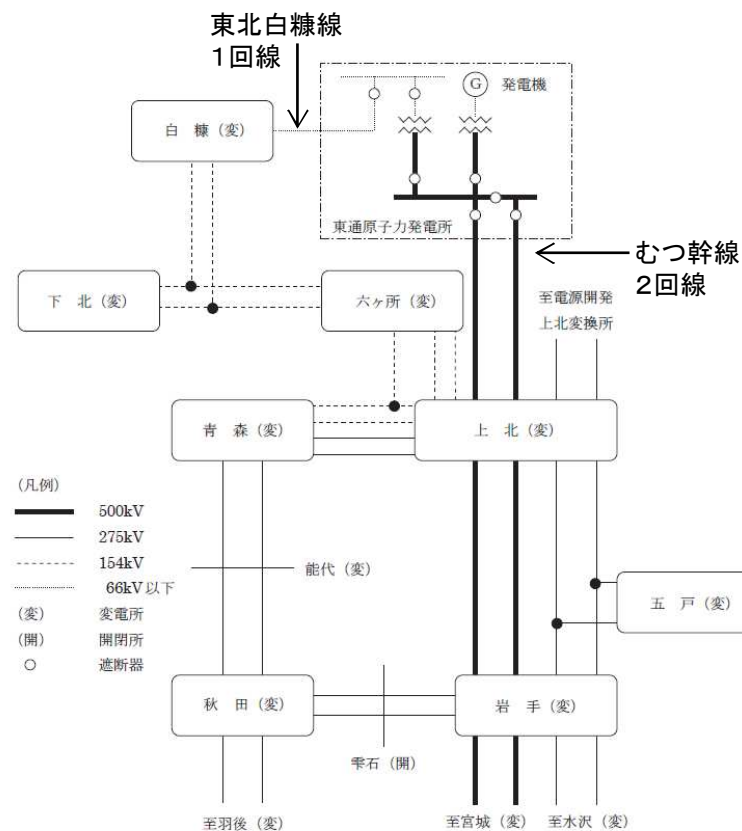 東北白糠線
1回線
G 発電機
白 糠 (変)
東通原子力発電所
むつ幹線
2回線
下 北 (変)
六ヶ所 (変)
至電源開発
上北変換所
青 森 (変)
上 北 (変)
(凡例)
500kV
275kV
154kV
66kV以下
(変) 変電所
(開) 開閉所
遮断器
能代 (変)
五 戸 (変)
秋 田 (変)
岩 手 (変)
雫石 (開)
至羽後 (変)
至宮城 (変)
至水沢 (変)